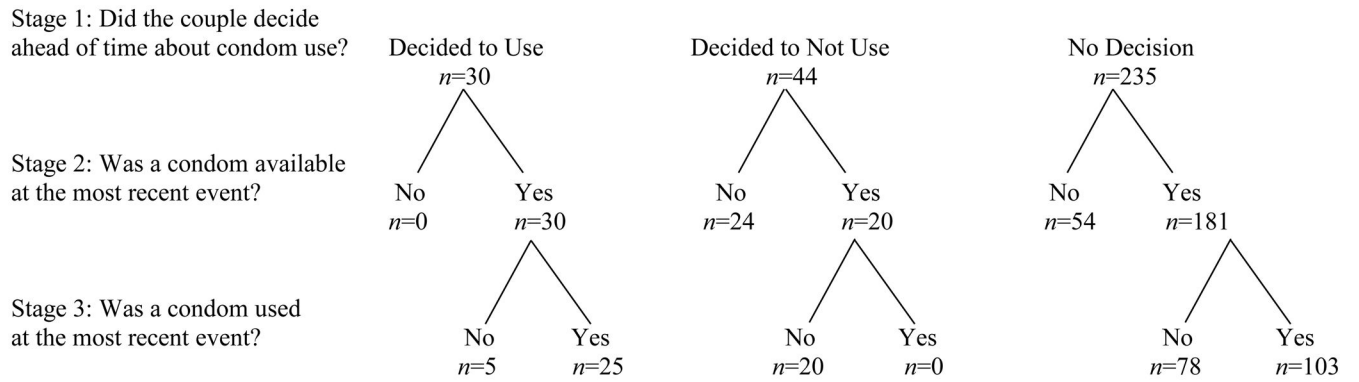 Stage 1: Did the couple decide
ahead of time about condom use?
Decided to Use
Decided to Not Use
No Decision
n=30
n=44
n=235
Stage 2: Was a condom available
at the most recent event?
No
Yes
No
Yes
No
Yes
n=0
n=30
n=24
n=20
n=54
n=181
Stage 3: Was a condom used
at the most recent event?
No
Yes
No
Yes
No
Yes
n=5
n=25
n=20
n=0
n=78
n=103